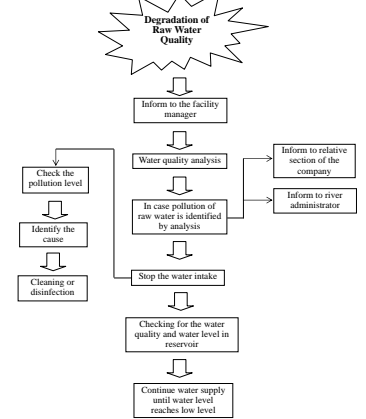 Degradation of
Raw Water
Quality
Inform to the facility
manager
Water quality analysis
In case pollution of
raw water is identified
by analysis
Inform to relative
section of the
company
Inform to river
administrator
Check the
pollution level
Identify the
cause
Cleaning or
disinfection
Stop the water intake
Checking for the water
quality and water level in
reservoir
Continue water supply
until water level
reaches low level